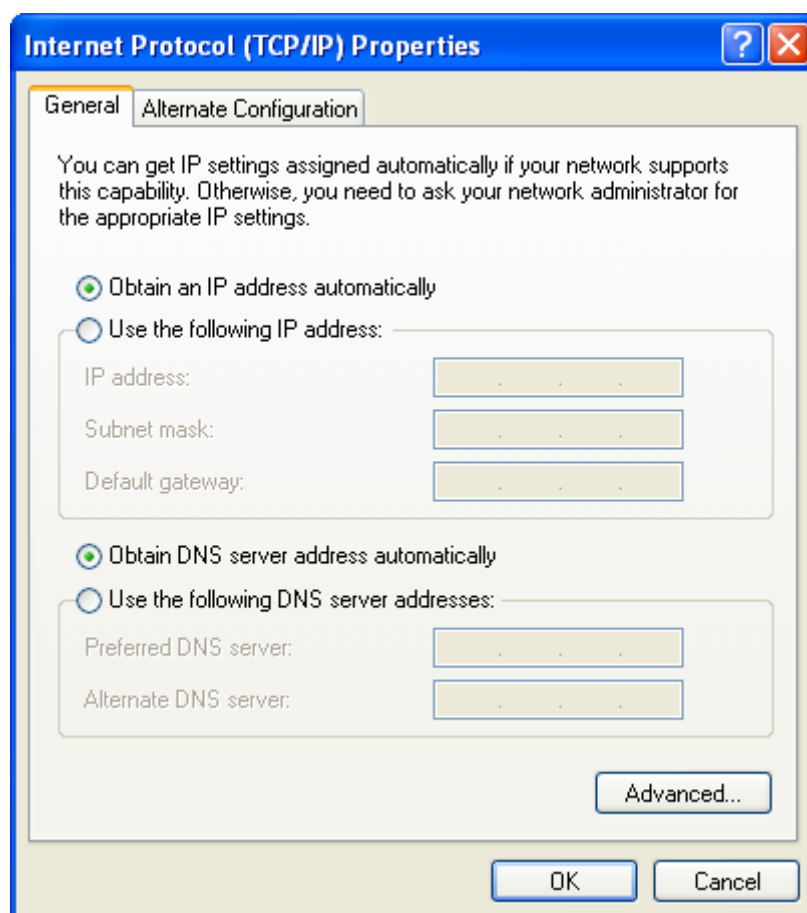 Internet Protocol (TCP/IP) Properties
General
Alternate Configuration
You can get IP settings assigned automatically if your network supports
this capability. Otherwise, you need to ask your network administrator for
the appropriate IP settings.
Obtain an IP address automatically
Use the following IP address:
IP address:
Subnet mask:
Default gateway:
Obtain DNS server address automatically
Use the following DNS server addresses:
Preferred DNS server:
Alternate DNS server:
Advanced...
OK
Cancel